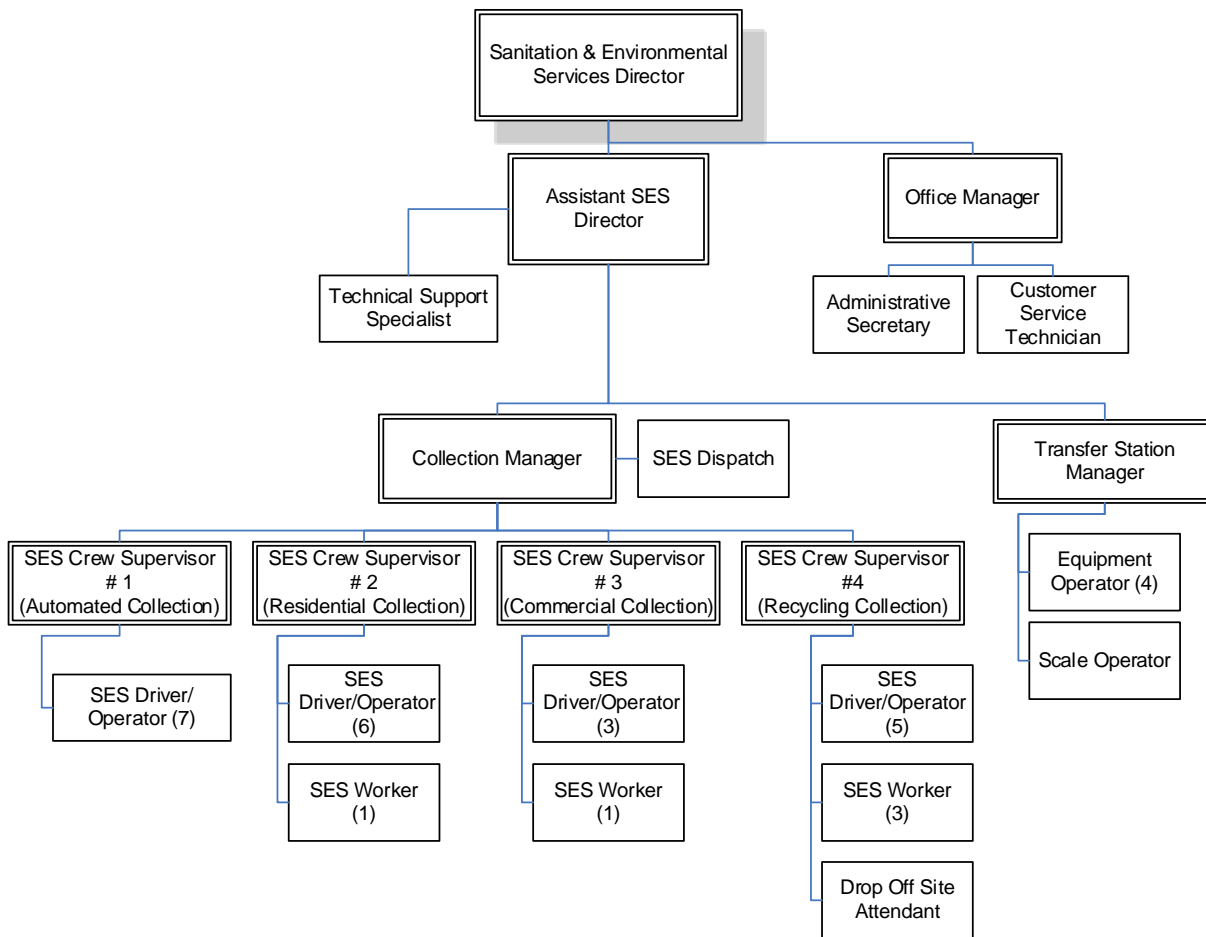 Sanitation & Environmental
Services Director
Assistant SES
Director
Office Manager
Technical Support
Specialist
Administrative
Secretary
Customer
Service
Technician
Collection Manager
SES Dispatch
Transfer Station
Manager
SES Crew Supervisor
# 1
(Automated Collection)
SES Crew Supervisor
# 2
(Residential Collection)
SES Crew Supervisor
# 3
(Commercial Collection)
SES Crew Supervisor
#4
(Recycling Collection)
Equipment
Operator (4)
Scale Operator
SES Driver/
Operator (7)
SES
Driver/Operator
(6)
SES
Driver/Operator
(3)
SES
Driver/Operator
(5)
SES Worker
(1)
SES Worker
(1)
SES Worker
(3)
Drop Off Site
Attendant